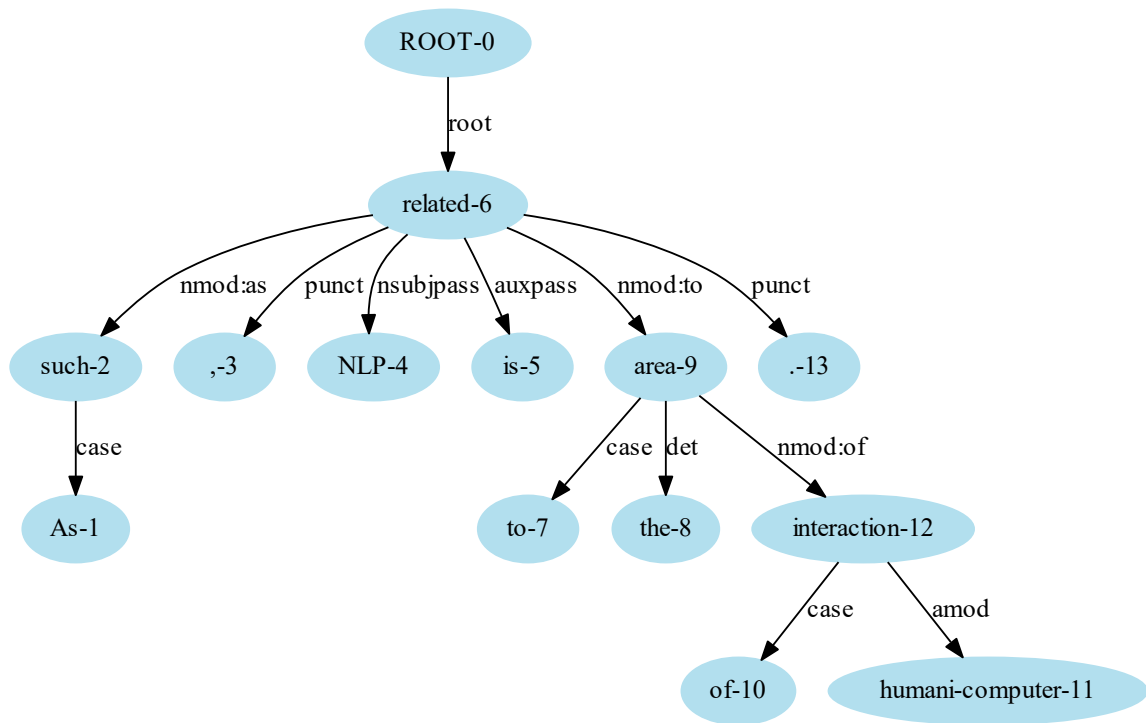 ROOT-0
root
related-6
nmod:as punct nsubjpass auxpass nmod:to punct
such-2 ,-3 NLP-4 is-5 area-9 .-13
case case det nmod:of
As-1 to-7 the-8 interaction-12
case amod
of-10 humani-computer-11